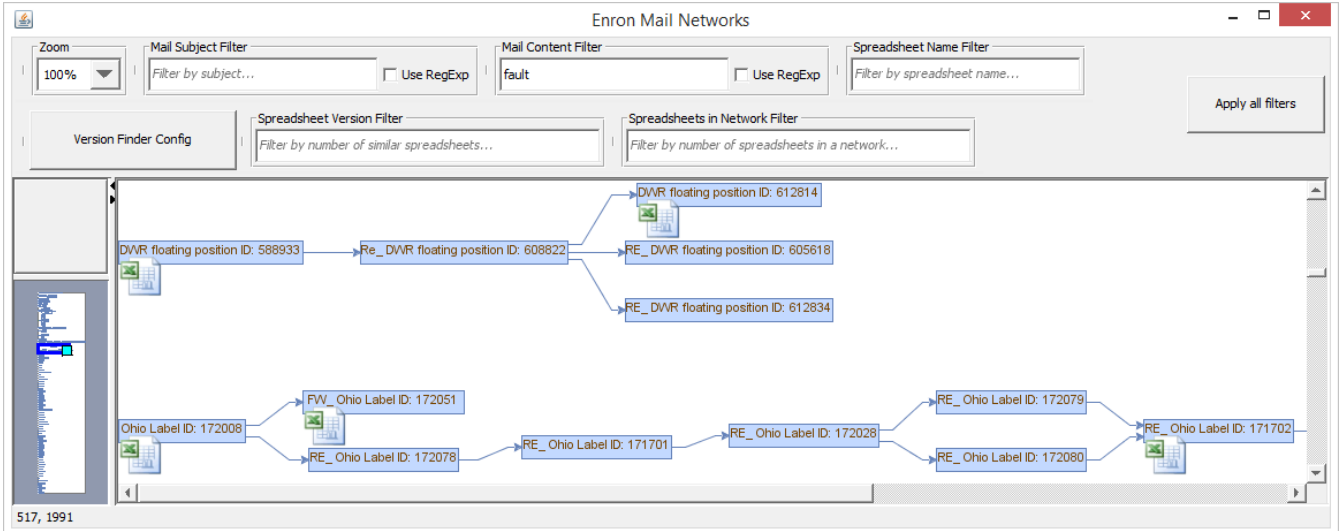 Enron Mail Networks
Zoom
Mail Subject Filter
Mail Content Filter
Spreadsheet Name Filter
100%
Filter by subject...
Use RegExp
fault
Use RegExp
Filter by spreadsheet name...
Apply all filters
Version Finder Config
Spreadsheet Version Filter
Filter by number of similar spreadsheets...
Spreadsheets in Network Filter
Filter by number of spreadsheets in a network...
DWR floating position ID: 612814
DWR floating position ID: 588933
Re_ DWR floating position ID: 608822
RE_ DWR floating position ID: 605618
RE_ DWR floating position ID: 612834
FW_ Ohio Label ID: 172051
RE_ Ohio Label ID: 172079
Ohio Label ID: 172008
RE_ Ohio Label ID: 172028
RE_ Ohio Label ID: 171702
RE_ Ohio Label ID: 171701
RE_ Ohio Label ID: 172078
RE_ Ohio Label ID: 172080
517, 1991